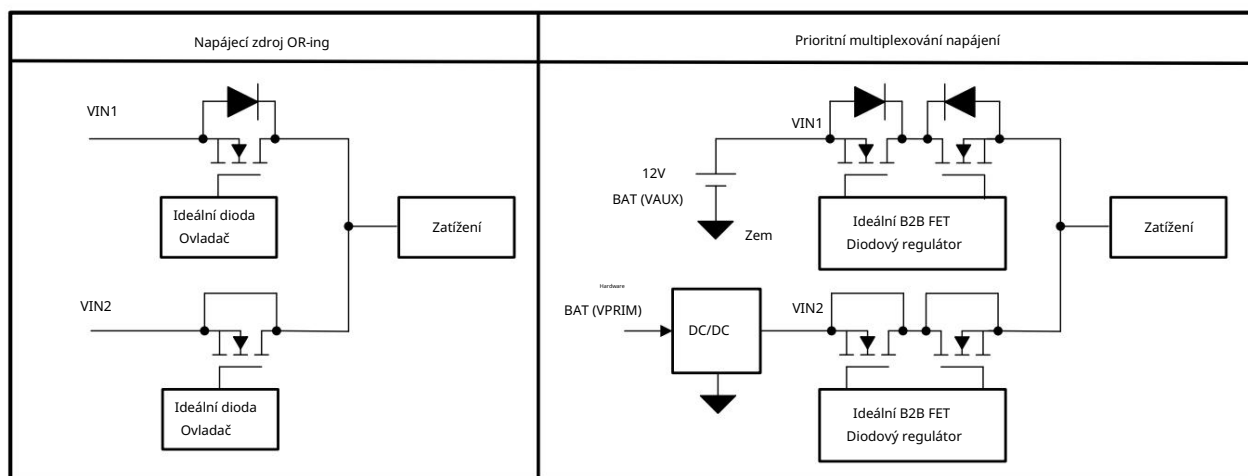 Napájecí zdroj OR-ing
Prioritní multiplexování napájení
VIN1
Ideální dioda
Ovladač
Zatížení
VIN2
Ideální dioda
Ovladač
VIN1
12V
BAT (VAUX)
Zem
Ideální B2B FET
Diodový regulátor
Zatížení
Hardware
BAT (VPRIM)
DC/DC
VIN2
Ideální B2B FET
Diodový regulátor